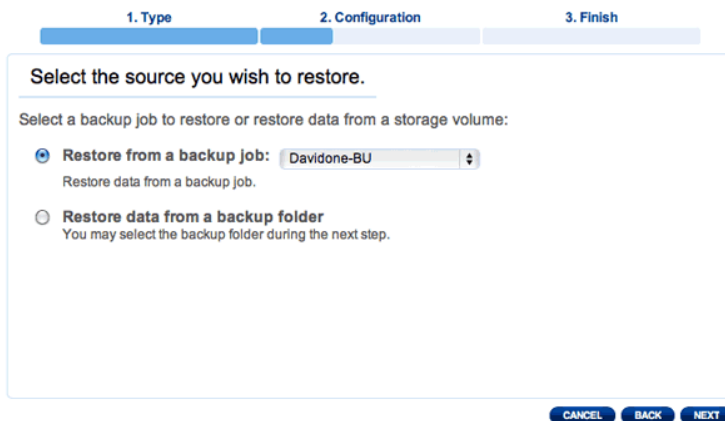 1. Type 2. Configuration 3. Finish
Select the source you wish to restore.
Select a backup job to restore or restore data from a storage volume:
Restore from a backup job: Davidone-BU
Restore data from a backup job.
Restore data from a backup folder
You may select the backup folder during the next step.
CANCEL BACK NEXT